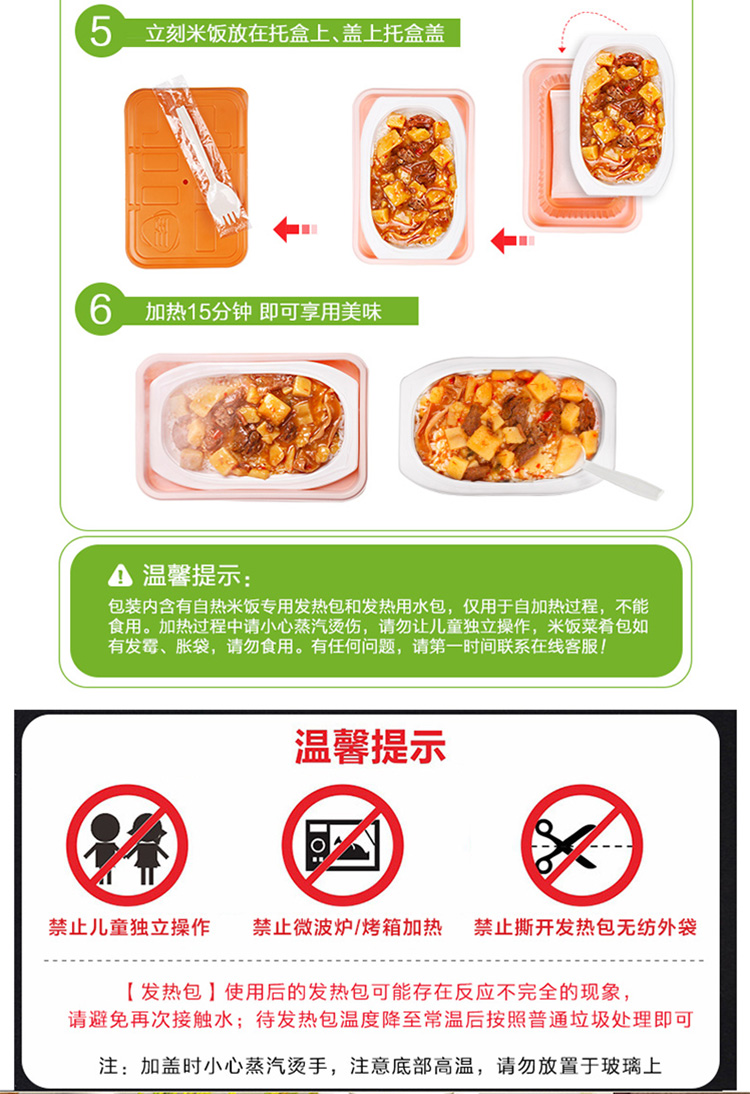 5
立刻米饭放在托盒上、盖上托盒盖
6
加热15分钟 即可享用美味
温馨提示：
包装内含有自热米饭专用发热包和发热用水包，仅用于自加热过程，不能
食用。加热过程中请小心蒸汽烫伤，请勿让儿童独立操作，米饭菜肴包如
有发霉、胀袋，请勿食用。有任何问题，请第一时间联系在线客服！
温馨提示
禁止儿童独立操作
禁止微波炉/烤箱加热
禁止撕开发热包无纺外袋
【发热包】使用后的发热包可能存在反应不完全的现象，
请避免再次接触水；待发热包温度降至常温后按照普通垃圾处理即可
注：加盖时小心蒸汽烫手，注意底部高温，请勿放置于玻璃上